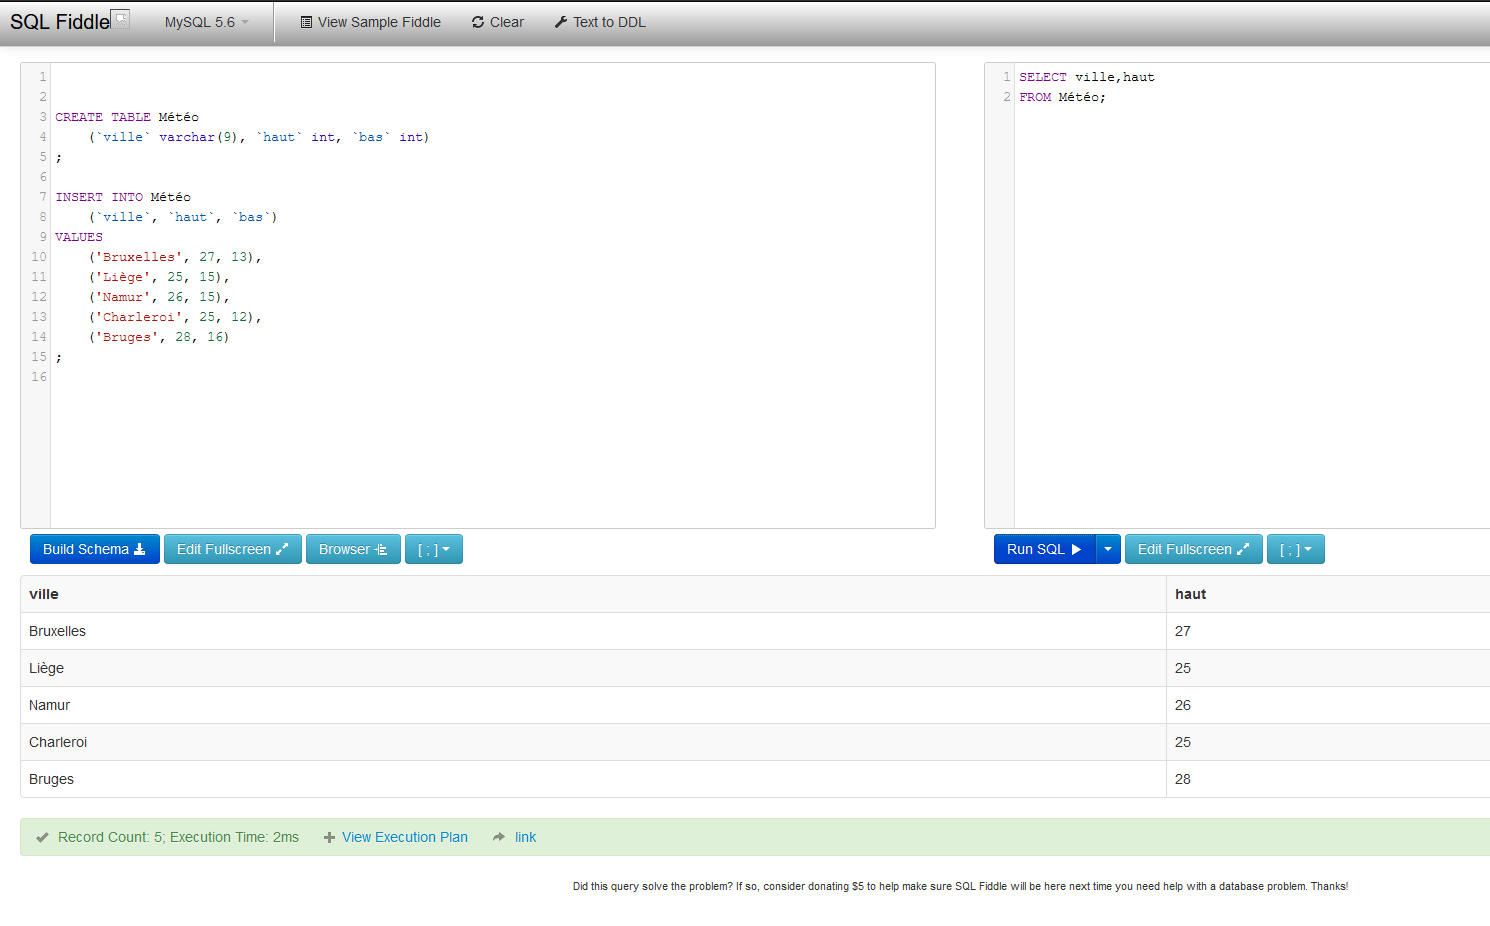 SQL Fiddle MySQL 5.6 View Sample Fiddle Clear Text to DDL
1
2
3 CREATE TABLE Météo
4 (`ville` varchar(9), `haut` int, `bas` int)
5 ;
6
7 INSERT INTO Météo
8 (`ville`, `haut`, `bas`)
9 VALUES
10 ('Bruxelles', 27, 13),
11 ('Liège', 25, 15),
12 ('Namur', 26, 15),
13 ('Charleroi', 25, 12),
14 ('Bruges', 28, 16)
15 ;
16
1 SELECT ville,haut
2 FROM Météo;
Build Schema Edit Fullscreen Browser [ ; ]
Run SQL Edit Fullscreen [ ; ]
ville haut
Bruxelles 27
Liège 25
Namur 26
Charleroi 25
Bruges 28
Record Count: 5; Execution Time: 2ms View Execution Plan link
Did this query solve the problem? If so, consider donating $5 to help make sure SQL Fiddle will be here next time you need help with a database problem. Thanks!